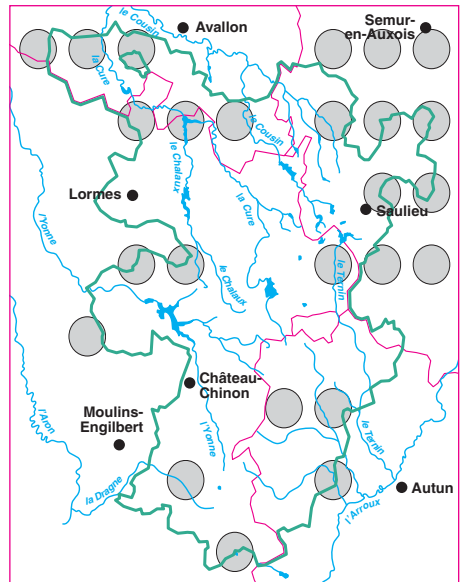 le Cousin
Avallon
Semur-
en-Auxois
la Cure
le Cousin
le Chalaux
Lormes
la Cure
Saulieu
l'Yonne
le Ternin
le Chalaux
Château-
Chinon
Moulins-
Engilbert
l'Aron
l'Yonne
le Ternin
la Dragne
Autun
l'Arroux